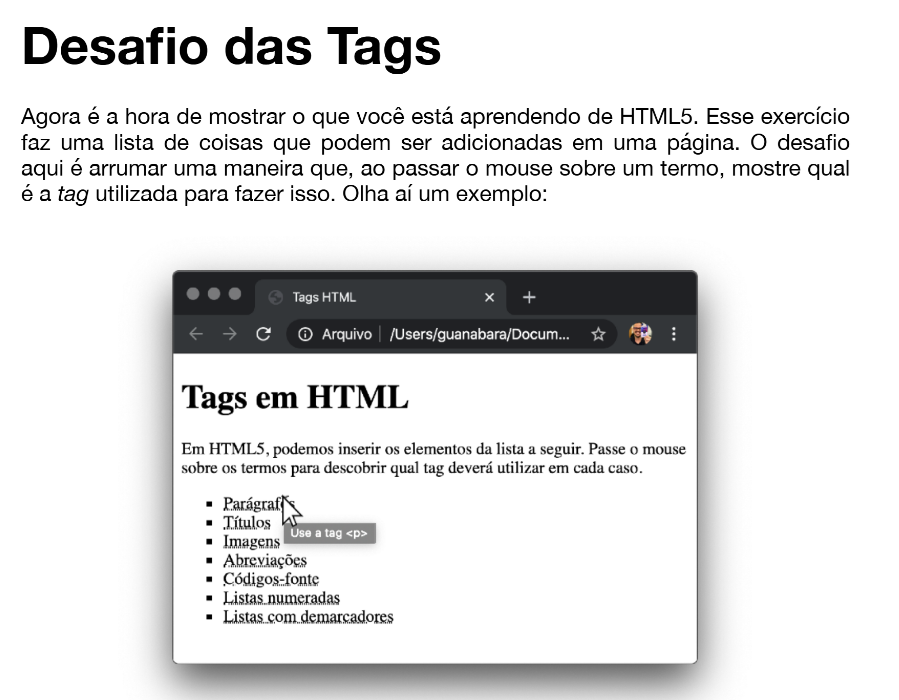 Desafio das Tags
Agora é a hora de mostrar o que você está aprendendo de HTML5. Esse exercício
faz uma lista de coisas que podem ser adicionadas em uma página. O desafio
aqui é arrumar uma maneira que, ao passar o mouse sobre um termo, mostre qual
é a tag utilizada para fazer isso. Olha aí um exemplo:
Tags HTML
Arquivo /Users/guanabara/Docum...
Tags em HTML
Em HTML5, podemos inserir os elementos da lista a seguir. Passe o mouse
sobre os termos para descobrir qual tag deverá utilizar em cada caso.
Parágrafos
Títulos
Use a tag <p>
Imagens
Abreviações
Códigos-fonte
Listas numeradas
Listas com demarcadores